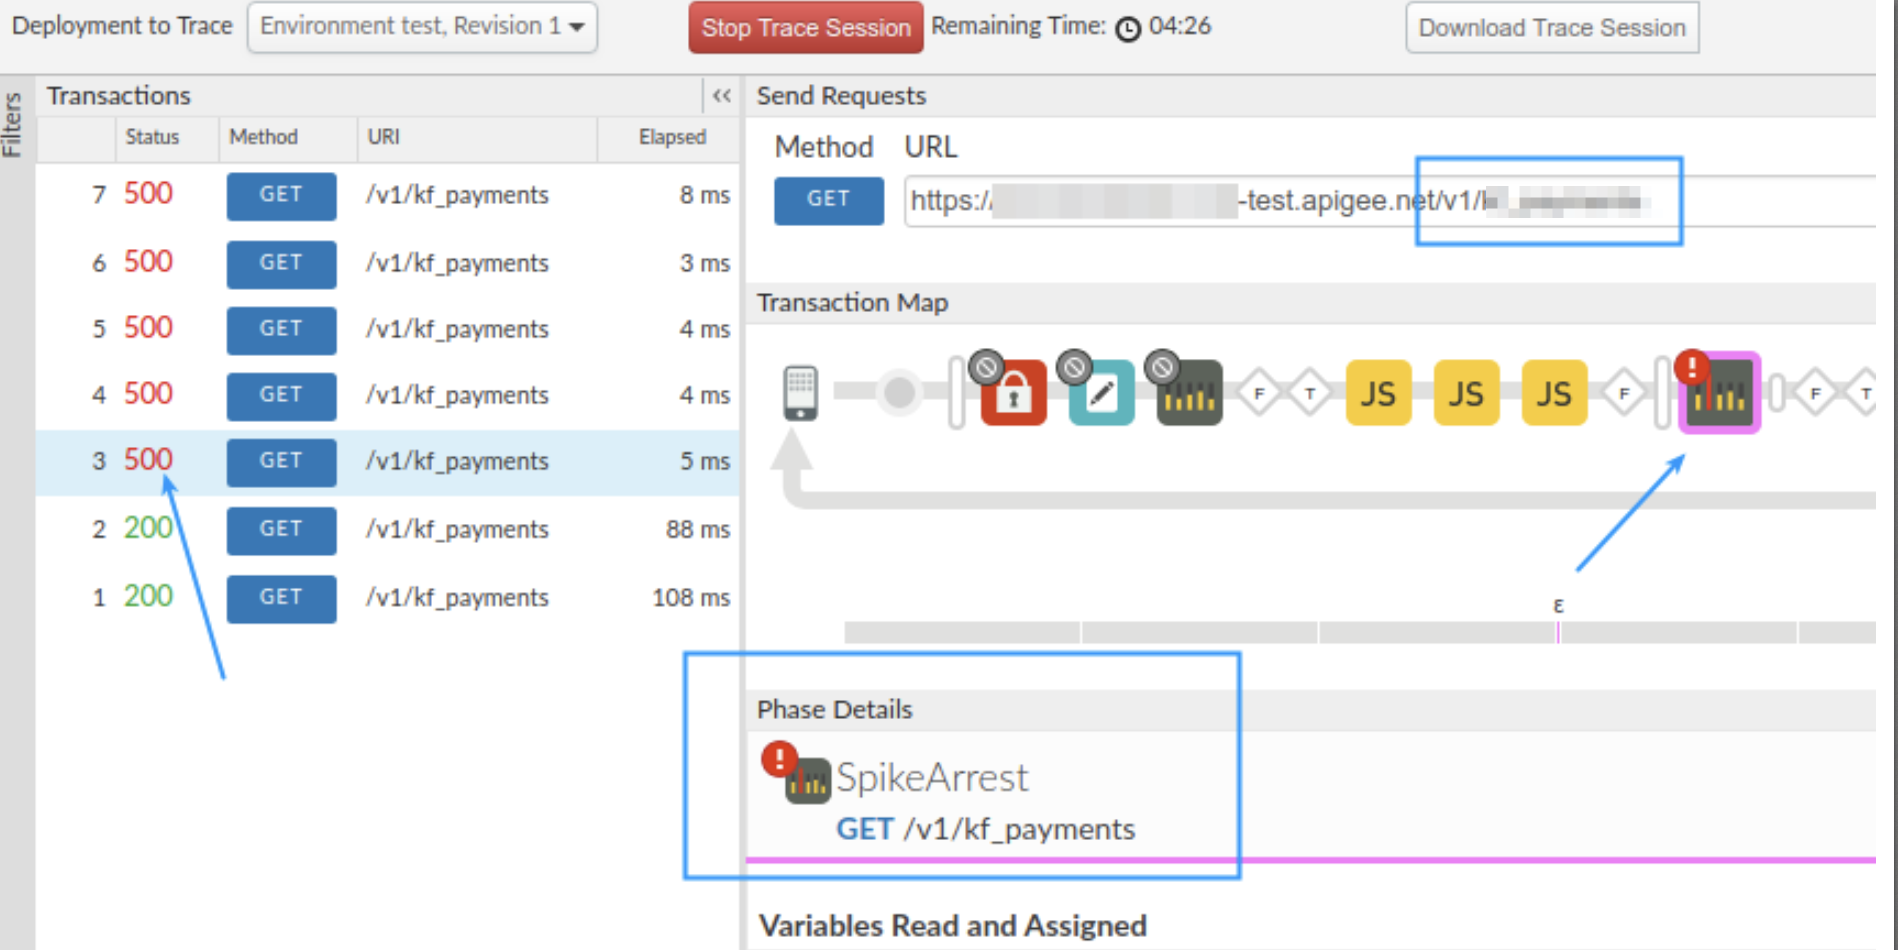 Deployment to Trace Environment test, Revision 1 Stop Trace Session Remaining Time: 04:26 Download Trace Session
Filters
Transactions <<
Status Method URI Elapsed
7 500 GET /v1/kf_payments 8 ms
6 500 GET /v1/kf_payments 3 ms
5 500 GET /v1/kf_payments 4 ms
4 500 GET /v1/kf_payments 4 ms
3 500 GET /v1/kf_payments 5 ms
2 200 GET /v1/kf_payments 88 ms
1 200 GET /v1/kf_payments 108 ms
Send Requests
Method URL
GET https:/ -test.apigee.net/v1/
Transaction Map
F T JS JS JS F ! F T
ε
Phase Details
! SpikeArrest
GET /v1/kf_payments
Variables Read and Assigned